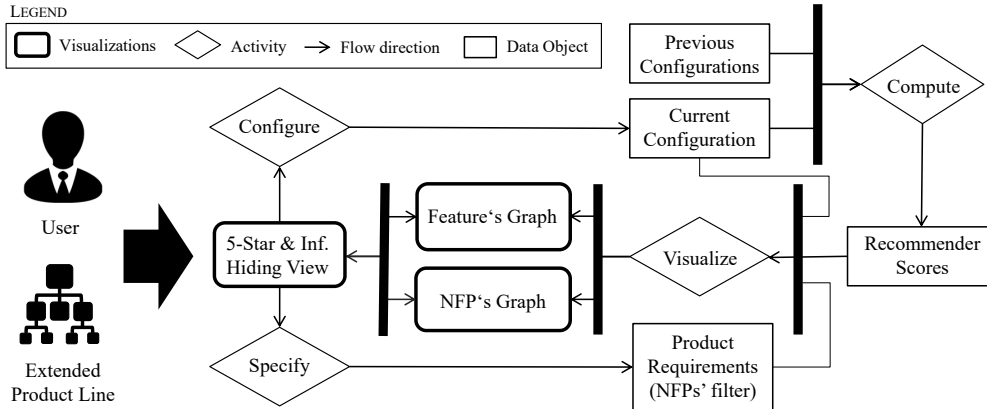 LEGEND
Visualizations
Activity
Flow direction
Data Object
Previous
Configurations
Compute
Configure
Current
Configuration
User
5-Star & Inf.
Hiding View
Feature‘s Graph
NFP‘s Graph
Visualize
Recommender
Scores
Extended
Product Line
Specify
Product
Requirements
(NFPs’ filter)